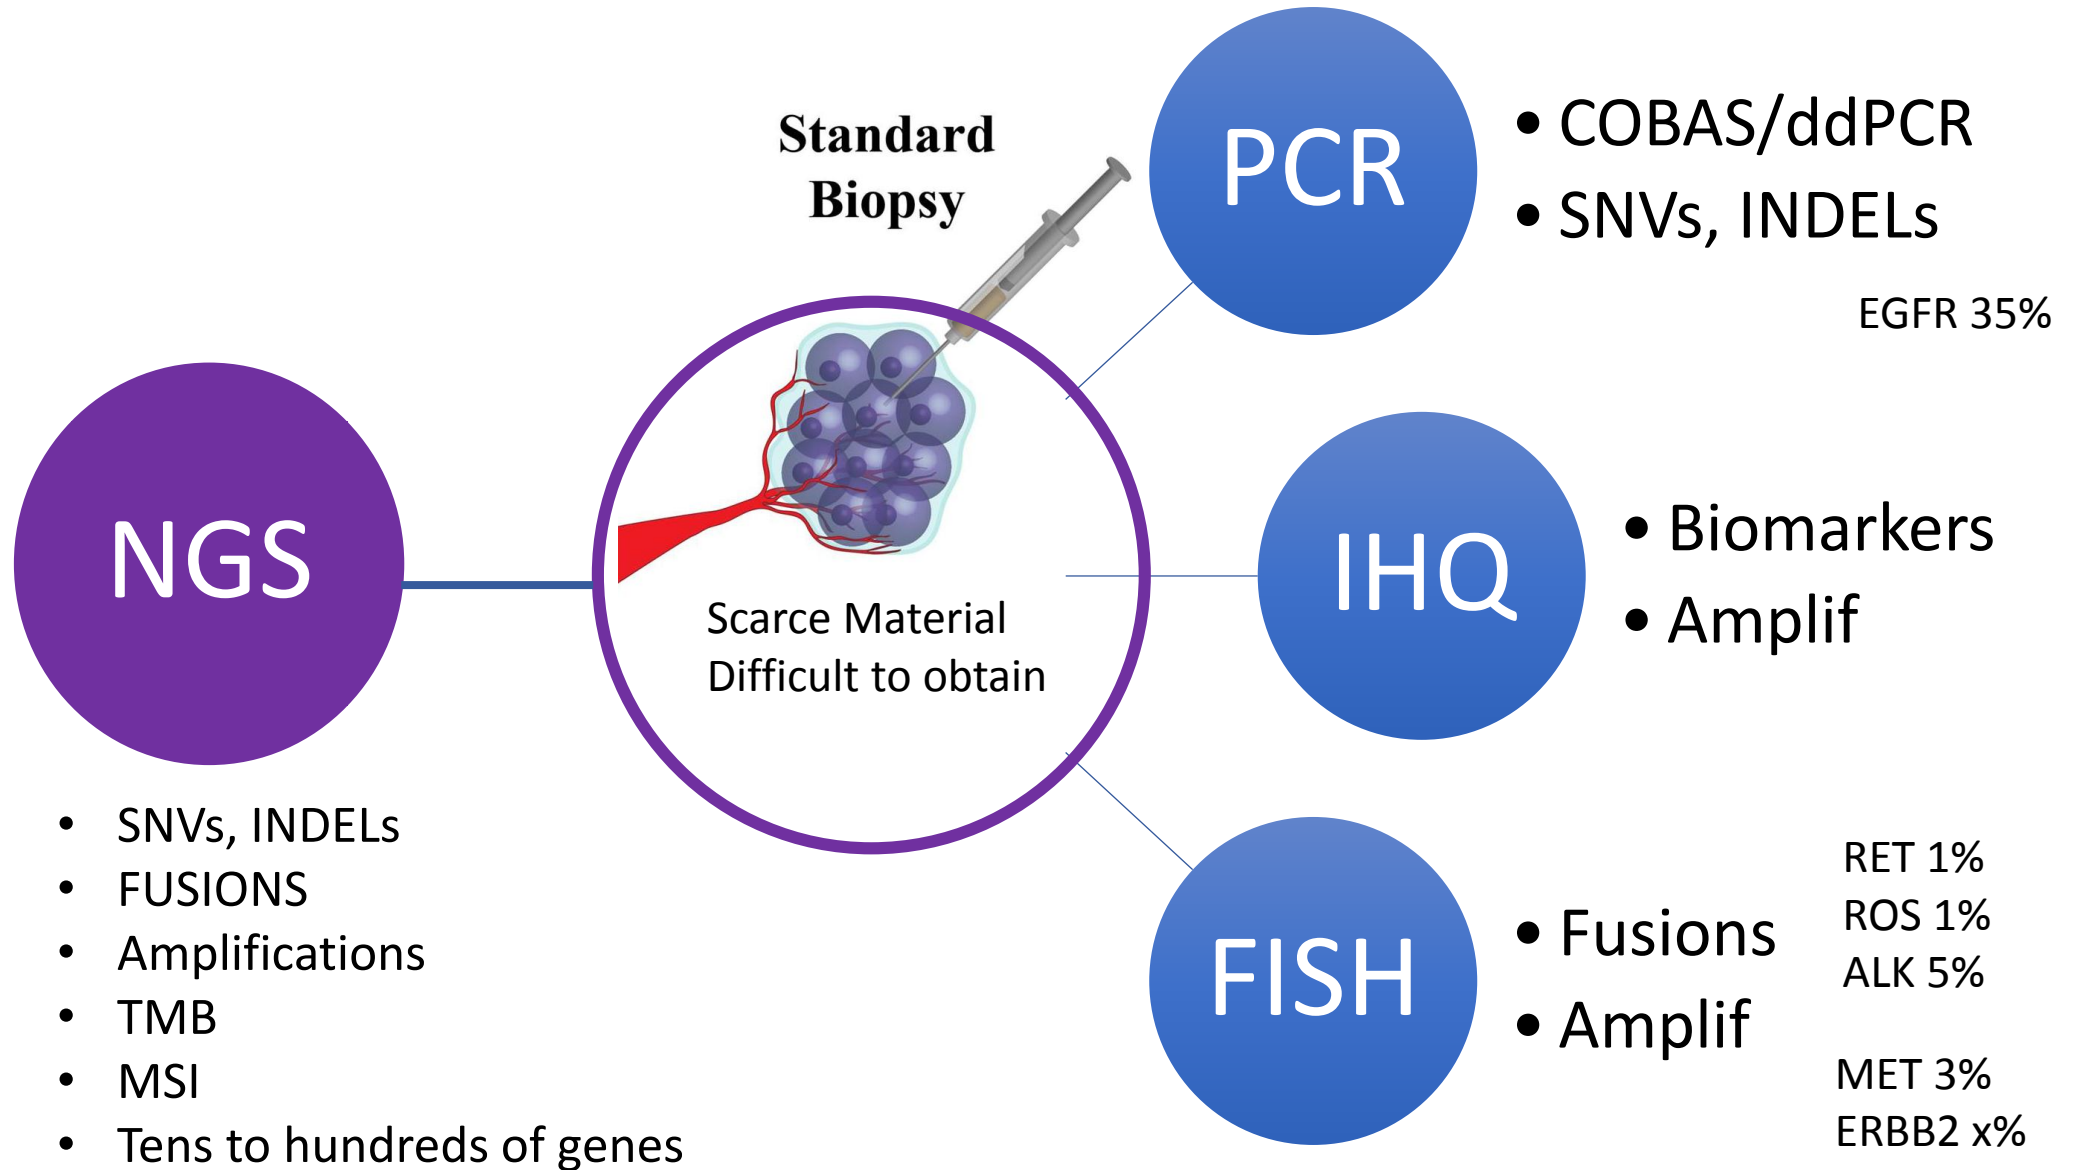 Standard
Biopsy
NGS
• SNVs, INDELs
• FUSIONS
• Amplifications
• TMB
• MSI
• Tens to hundreds of genes
Scarce Material
Difficult to obtain
PCR
• COBAS/ddPCR
• SNVs, INDELs
EGFR 35%
IHQ
• Biomarkers
• Amplif
FISH
• Fusions
• Amplif
RET 1%
ROS 1%
ALK 5%
MET 3%
ERBB2 x%